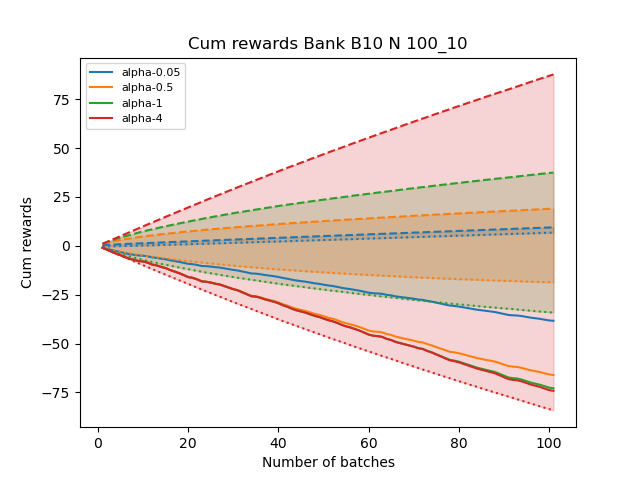 Cum rewards Bank B10 N 100_10
alpha-0.05
alpha-0.5
alpha-1
alpha-4
75
50
25
0
−25
−50
−75
Cum rewards
0 20 40 60 80 100
Number of batches